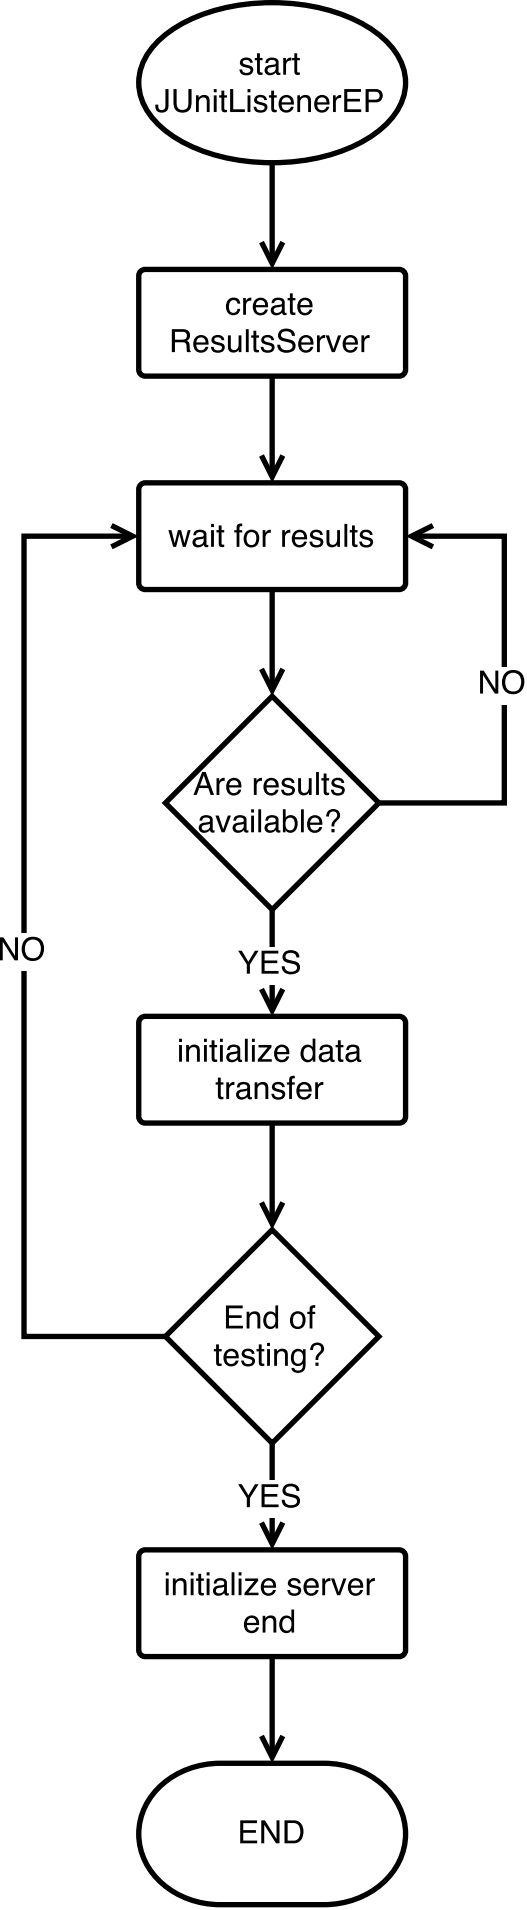 start
JUnitListenerEP
create
ResultsServer
wait for results
NO
Are results
available?
NO
YES
initialize data
transfer
End of
testing?
YES
initialize server
end
END